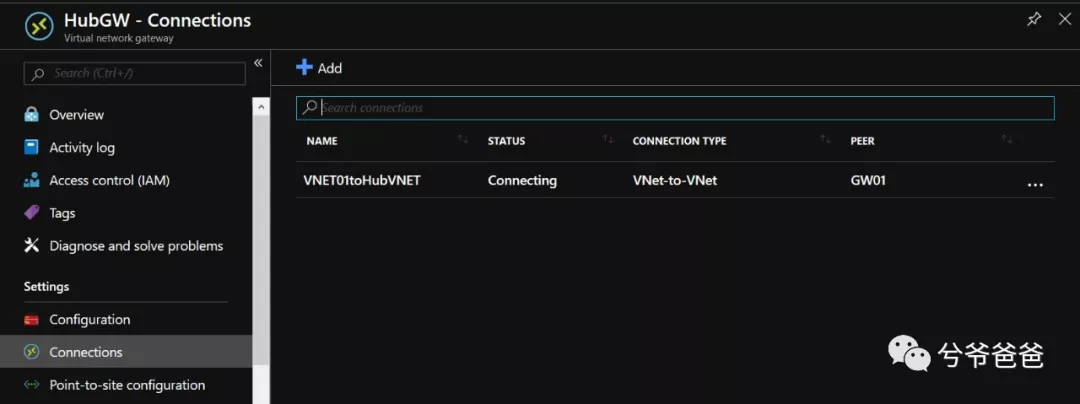 HubGW - Connections
Virtual network gateway
Search (Ctrl+/)
«
Overview
Activity log
Access control (IAM)
Tags
Diagnose and solve problems
Settings
Configuration
Connections
Point-to-site configuration
Add
Search connections
NAME STATUS CONNECTION TYPE PEER
VNET01toHubVNET Connecting VNet-to-VNet GW01 ...
兮爷爸爸